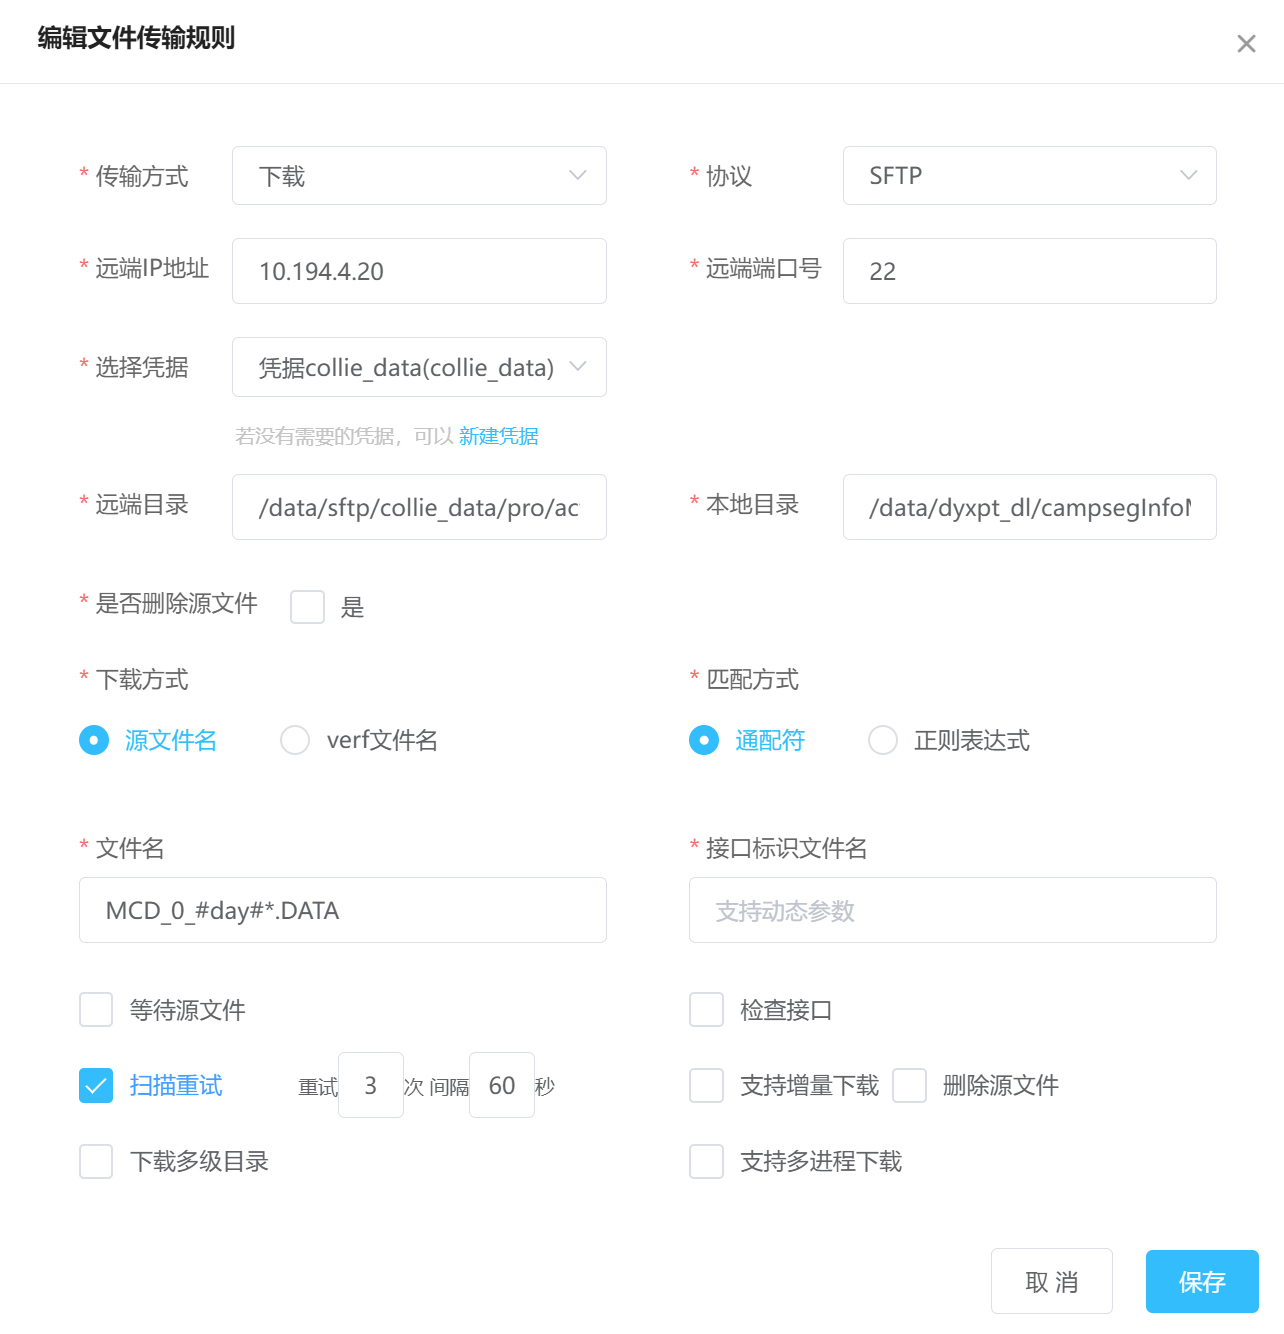 编辑文件传输规则
* 传输方式 下载 * 协议 SFTP
* 远端IP地址 10.194.4.20 * 远端端口号 22
* 选择凭据 凭据collie_data(collie_data)
若没有需要的凭据，可以 新建凭据
* 远端目录 /data/sftp/collie_data/pro/ac * 本地目录 /data/dyxpt_dl/campsegInfo
* 是否删除源文件 是
* 下载方式 * 匹配方式
源文件名 verf文件名 通配符 正则表达式
* 文件名 * 接口标识文件名
MCD_0_#day#*.DATA 支持动态参数
等待源文件 检查接口
扫描重试 重试 3 次 间隔 60 秒 支持增量下载 删除源文件
下载多级目录 支持多进程下载
取 消 保存